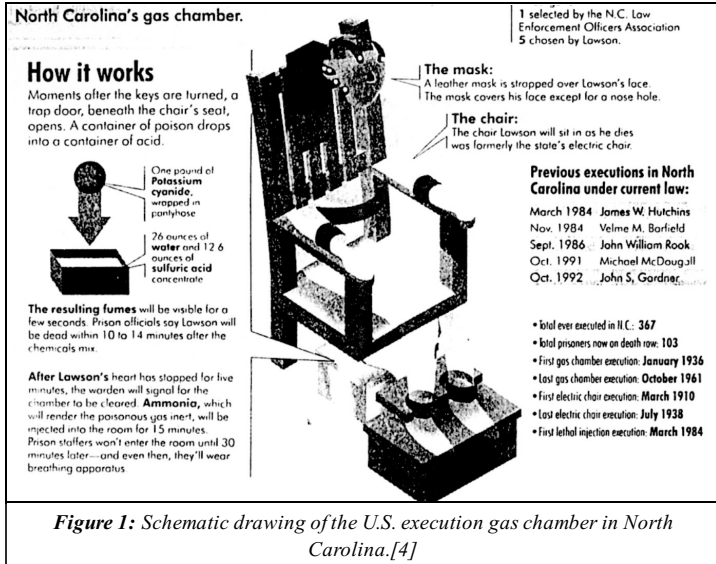 North Carolina's gas chamber.
1 selected by the N.C. Law
Enforcement Officers Association
5 chosen by Lawson.
How it works
Moments after the keys are turned, a
trap door, beneath the chair's seat,
opens. A container of poison drops
into a container of acid.
One pound of
Potassium
cyanide,
wrapped in
pantyhose
26 ounces of
water and 12 6
ounces of
sulfuric acid
concentrate
The resulting fumes will be visible for a
few seconds. Prison officials say Lawson will
be dead within 10 to 14 minutes after the
chemicals mix.
After Lawson's heart has stopped for five
minutes, the warden will signal for the
chamber to be cleared. Ammonia, which
will render the poisonous gas inert, will be
injected into the room for 15 minutes.
Prison staffers won't enter the room until 30
minutes later—and even then, they'll wear
breathing apparatus
The mask:
A leather mask is strapped over Lawson's face.
The mask covers his face except for a nose hole.
The chair:
The chair Lawson will sit in as he dies
was formerly the state's electric chair.
Previous executions in North
Carolina under current law:
March 1984 James W. Hutchins
Nov. 1984 Velme M. Barfield
Sept. 1986 John William Rook
Oct. 1991 Michael McDougall
Oct. 1992 John S. Gardner
• Total ever executed in N.C.: 367
• Total prisoners now on death row: 103
• First gas chamber execution: January 1936
• Last gas chamber execution: October 1961
• First electric chair execution: March 1910
• Last electric chair execution: July 1938
• First lethal injection execution: March 1984
Figure 1: Schematic drawing of the U.S. execution gas chamber in North
Carolina.[4]